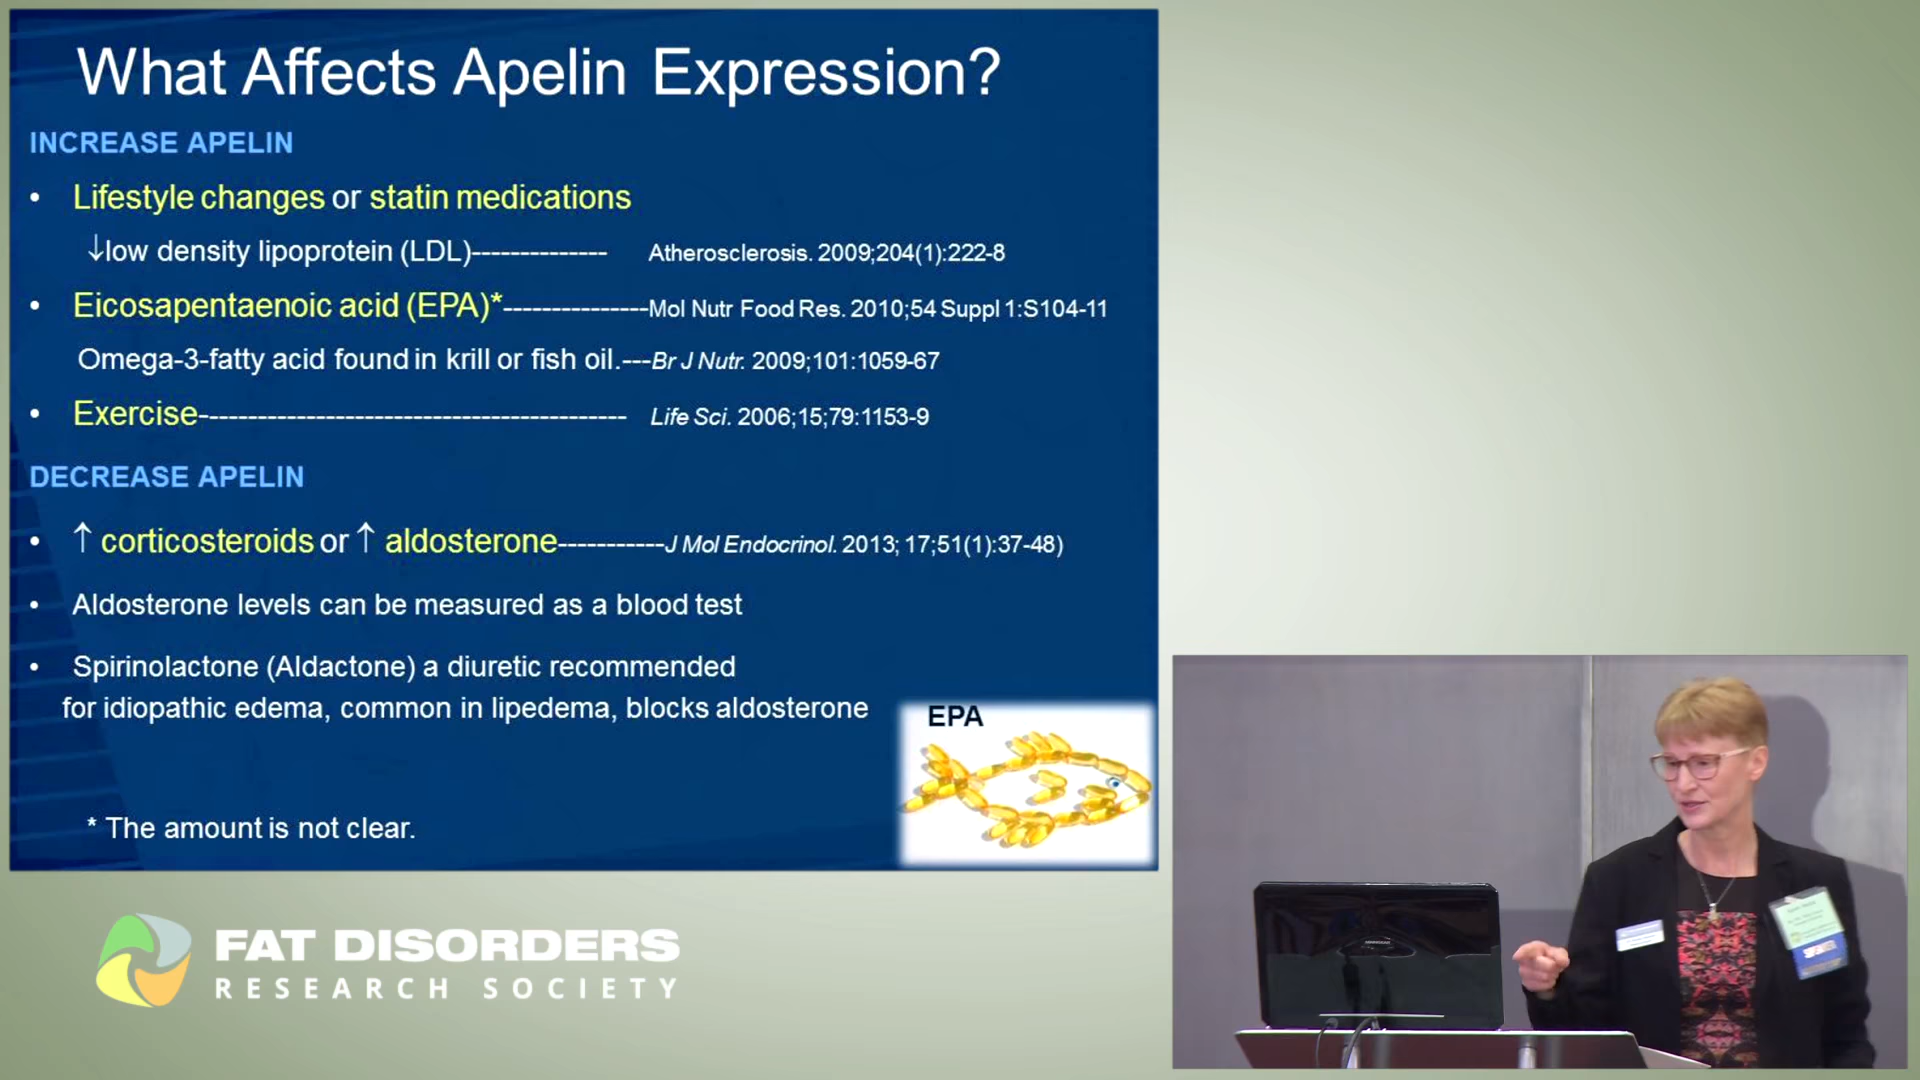 What Affects Apelin Expression?
INCREASE APELIN
• Lifestyle changes or statin medications
↓low density lipoprotein (LDL)-------------- Atherosclerosis. 2009;204(1):222-8
• Eicosapentaenoic acid (EPA)*---------------Mol Nutr Food Res. 2010;54 Suppl 1:S104-11
Omega-3-fatty acid found in krill or fish oil.---Br J Nutr. 2009;101:1059-67
• Exercise-------------------------------------------- Life Sci. 2006;15;79:1153-9
DECREASE APELIN
• ↑ corticosteroids or ↑ aldosterone-----------J Mol Endocrinol. 2013; 17;51(1):37-48)
• Aldosterone levels can be measured as a blood test
• Spirinolactone (Aldactone) a diuretic recommended
for idiopathic edema, common in lipedema, blocks aldosterone
EPA
* The amount is not clear.
FAT DISORDERS
RESEARCH SOCIETY